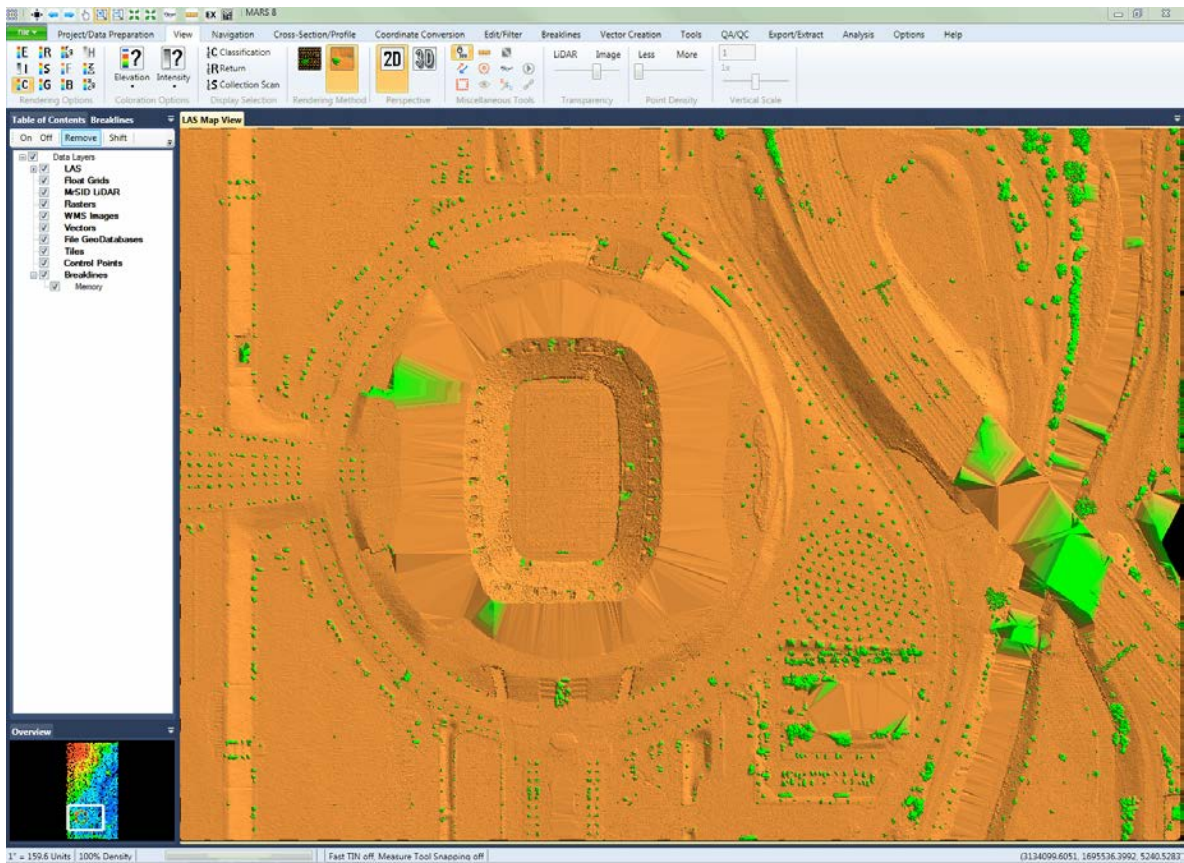 EX MARS 8
File Project/Data Preparation View Navigation Cross-Section/Profile Coordinate Conversion Edit/Filter Breaklines Vector Creation Tools QA/QC Export/Extract Analysis Options Help
E R H
I S F
C G B
Elevation Intensity
C Classification
R Return
S Collection Scan
2D 3D
LiDAR Image Less More
1
1x
Rendering Options Coloration Options Display Selection Rendering Method Perspective Miscellaneous Tools Transparency Point Density Vertical Scale
Table of Contents Breaklines LAS Map View
On Off Remove Shift
Data Layers
LAS
Float Grids
MrSID LiDAR
Rasters
WMS Images
Vectors
File GeoDatabases
Tiles
Control Points
Breaklines
Memory
Overview
1" = 159.6 Units 100% Density Fast TIN off, Measure Tool Snapping off (3134099.6051, 1695536.3992, 5240.5283)